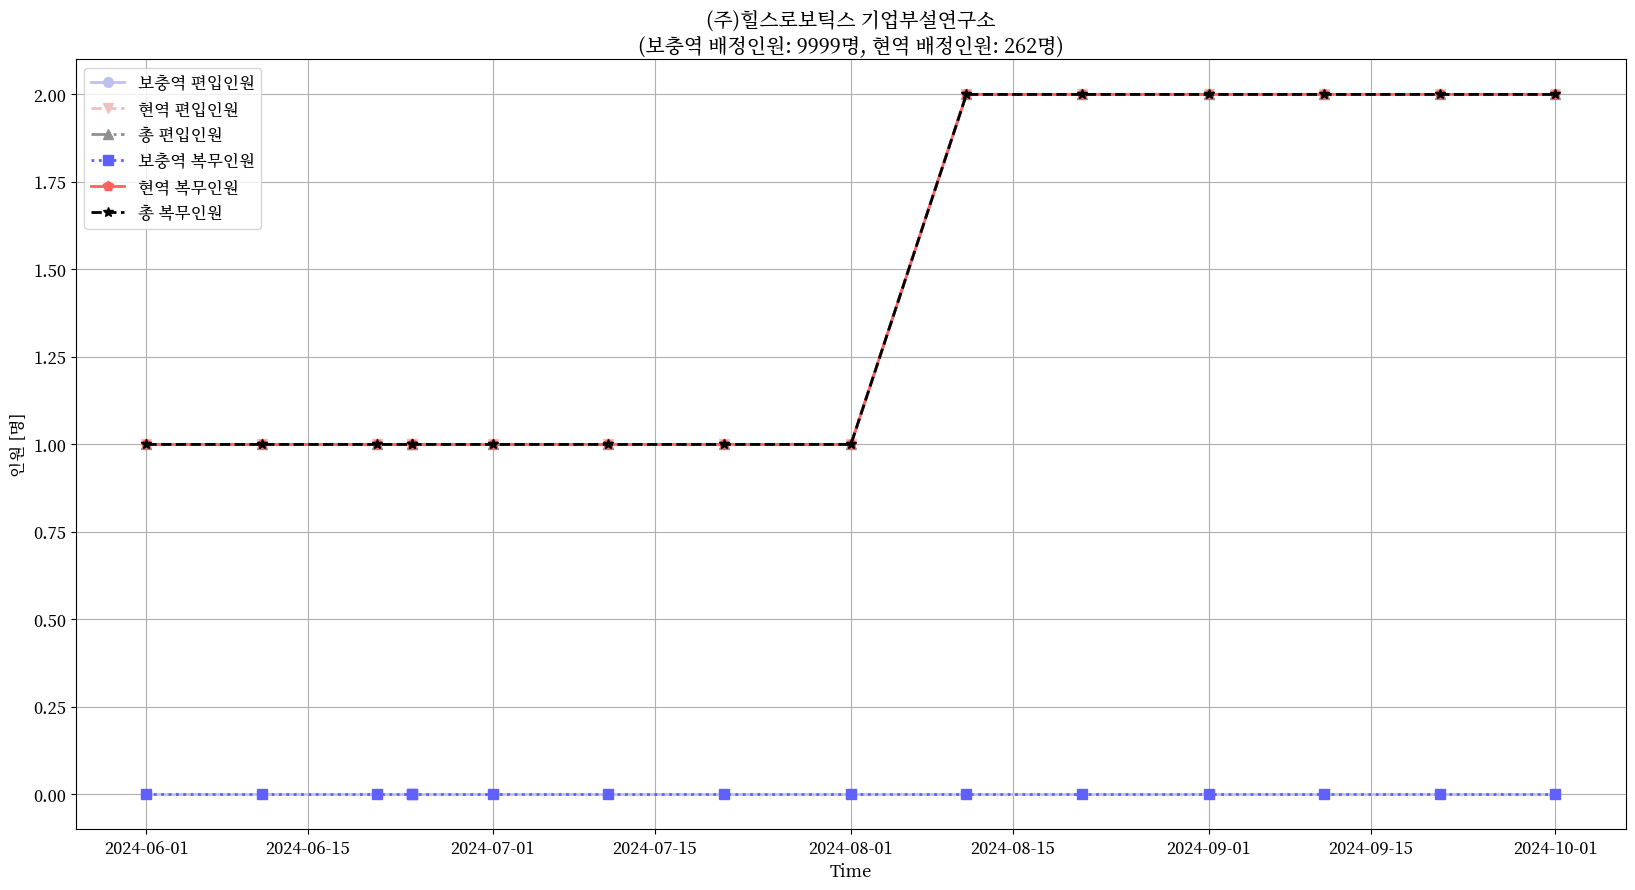 (주)힐스로보틱스 기업부설연구소
(보충역 배정인원: 9999명, 현역 배정인원: 262명)
보충역 편입인원
현역 편입인원
총 편입인원
보충역 복무인원
현역 복무인원
총 복무인원
2.00
1.75
1.50
1.25
1.00
0.75
0.50
0.25
0.00
인원 [명]
2024-06-01 2024-06-15 2024-07-01 2024-07-15 2024-08-01 2024-08-15 2024-09-01 2024-09-15 2024-10-01
Time